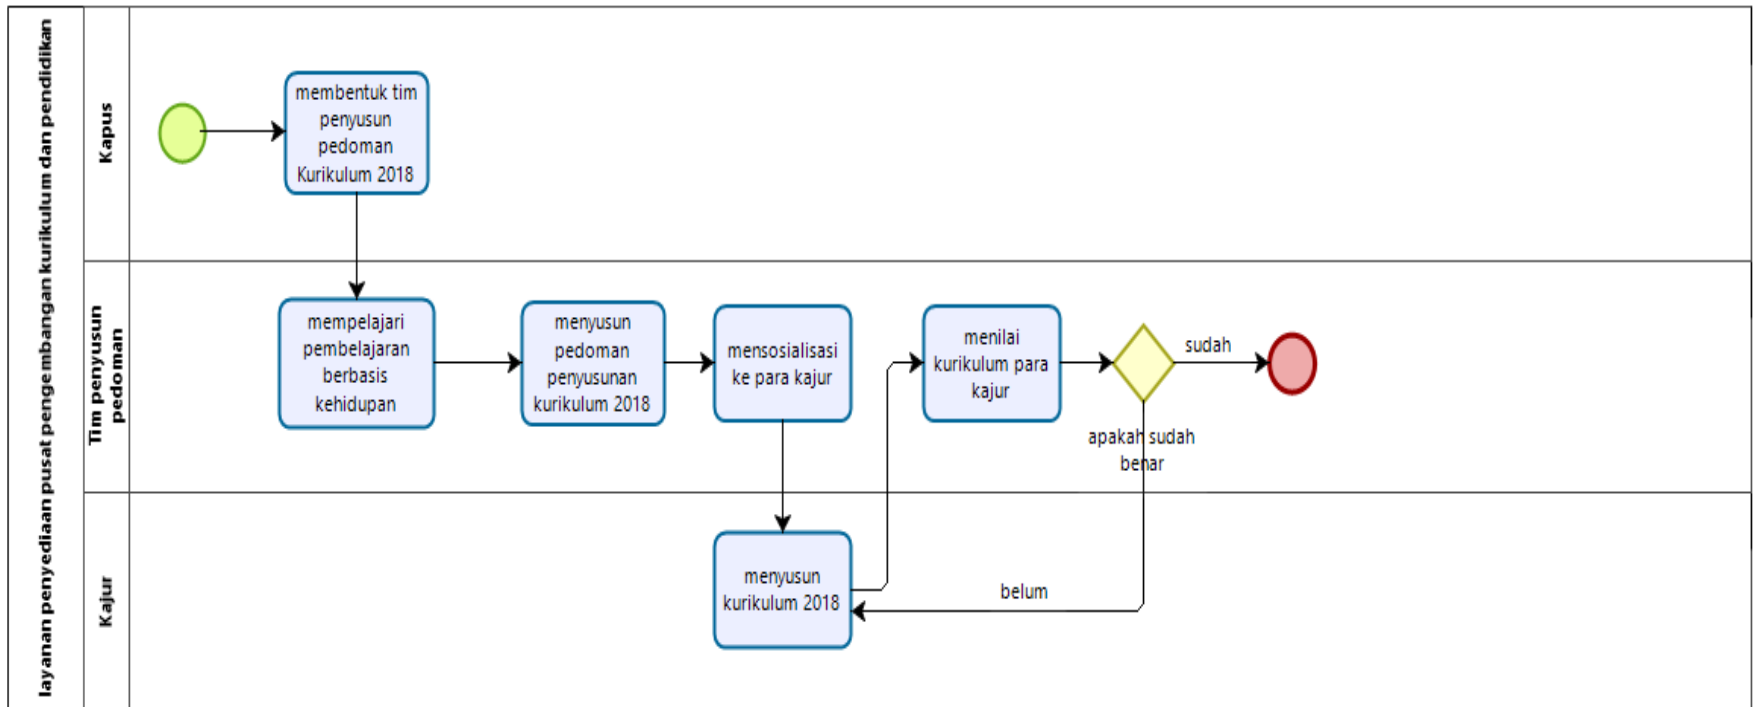 layanan penyediaan pusat pengembangan kurikulum dan pendidikan
Kapus
membentuk tim
penyusun
pedoman
Kurikulum 2018
Tim penyusun
pedoman
mempelajari
pembelajaran
berbasis
kehidupan
menyusun
pedoman
penyusunan
kurikulum 2018
mensosialisasi
ke para kajur
menilai
kurikulum para
kajur
sudah
apakah sudah
benar
Kajur
menyusun
kurikulum 2018
belum